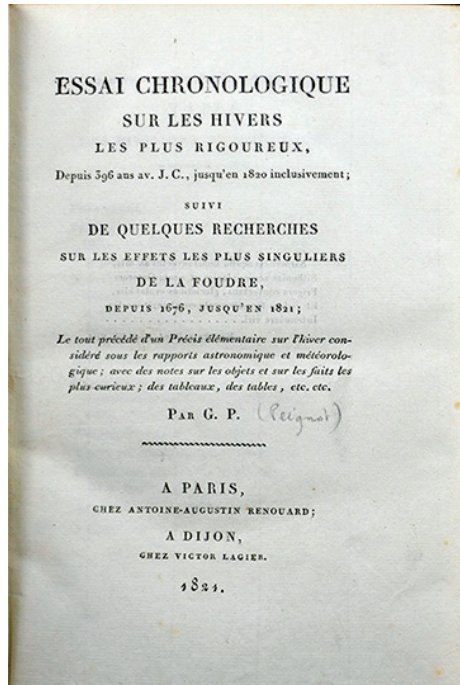 ESSAI CHRONOLOGIQUE
SUR LES HIVERS
LES PLUS RIGOUREUX,
Depuis 396 ans av. J. C., jusqu'en 1820 inclusivement;
SUIVI
DE QUELQUES RECHERCHES
SUR LES EFFETS LES PLUS SINGULIERS
DE LA FOUDRE,
DEPUIS 1676, JUSQU'EN 1821;
Le tout précédé d'un Précis élémentaire sur l'hiver con-
sidéré sous les rapports astronomique et météorolo-
gique; avec des notes sur les objets et sur les faits les
plus curieux; des tableaux, des tables, etc. etc.
PAR G. P. (Peignot)
A PARIS,
CHEZ ANTOINE-AUGUSTIN RENOUARD;
A DIJON,
CHEZ VICTOR LAGIER.
1821.